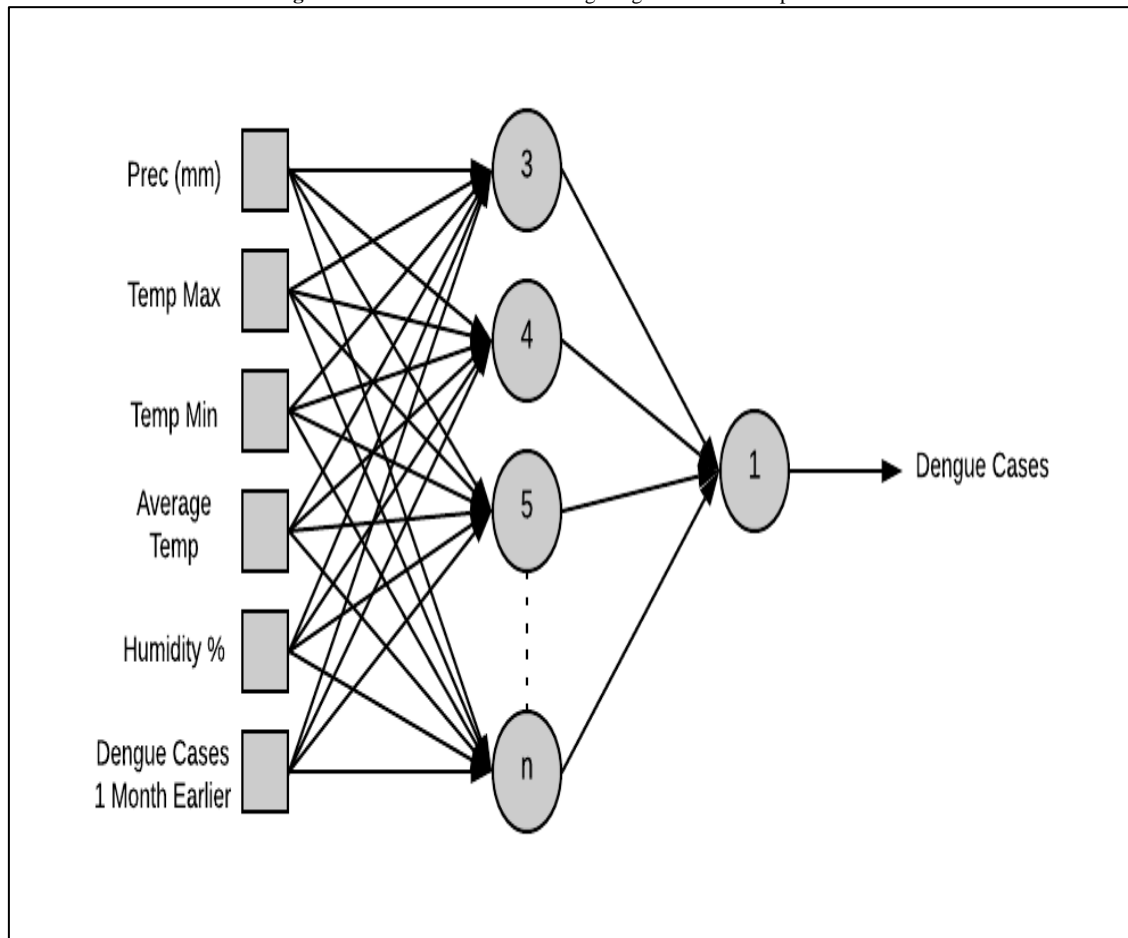 Prec (mm)
Temp Max
Temp Min
Average
Temp
Humidity %
Dengue Cases
1 Month Earlier
3
4
5
n
1
Dengue Cases